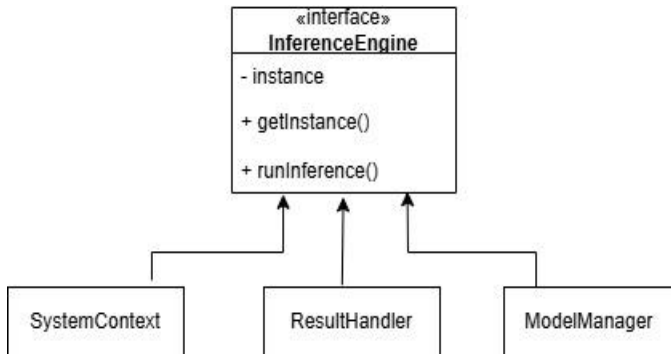 «interface»
InferenceEngine
- instance
+ getInstance()
+ runInference()
SystemContext
ResultHandler
ModelManager